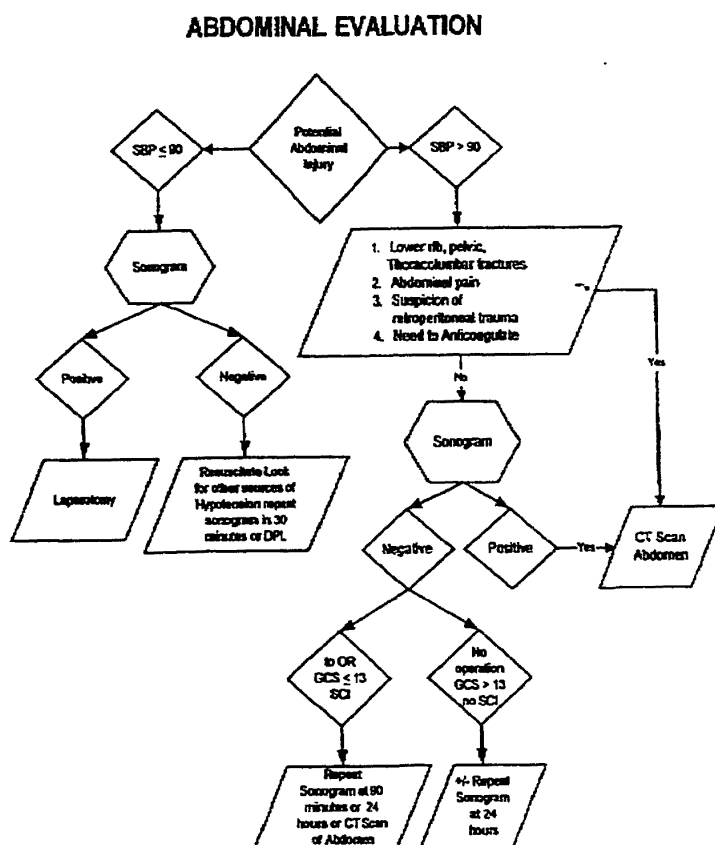 ABDOMINAL EVALUATION
SBP ≤ 90
Potential
Abdominal
Injury
SBP > 90
Sonogram
1. Lower rib, pelvic,
Thoracolumbar fractures
2. Abdominal pain
3. Suspicion of
retroperitoneal trauma
4. Need to Anticoagulate
Yes
No
Positive
Negative
Sonogram
Laparotomy
Resuscitate Look
for other sources of
Hypotension repeat
sonogram in 30
minutes or DPL
Negative
Positive
Yes
CT Scan
Abdomen
to OR
GCS ≤ 13
SCI
No
operation
GCS > 13
no SCI
Repeat
Sonogram at 90
minutes or 24
hours or CT Scan
of Abdomen
+/- Repeat
Sonogram
at 24
hours